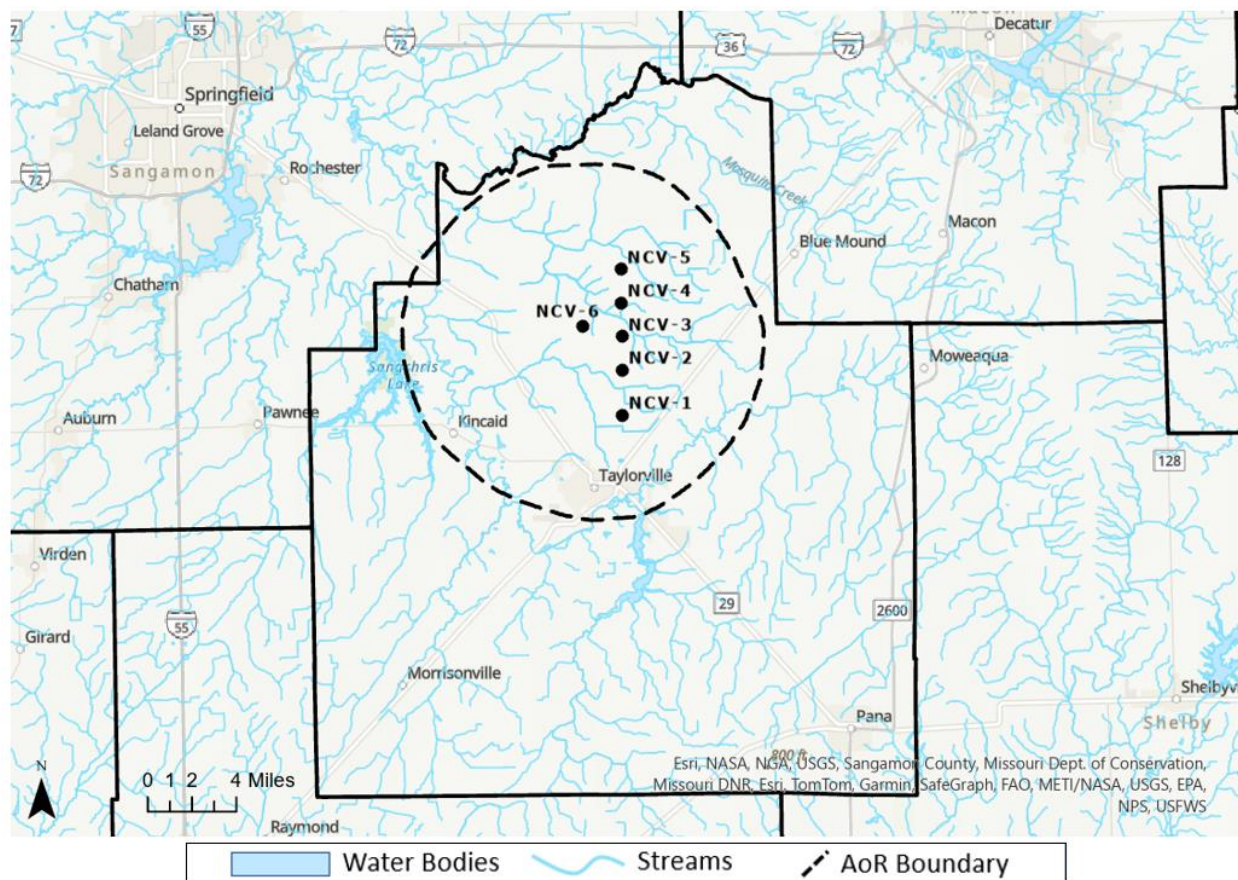 7
55
72
36
72
Macon
Decatur
Springfield
Leland Grove
Sangamon
Rochester
72
Mosquito Creek
Macon
Blue Mound
Chatham
NCV-5
NCV-4
NCV-6
NCV-3
NCV-2
NCV-1
Sangchris
Lake
Moweaqua
Auburn
Pawnee
Kincaid
128
Taylorville
Virden
29
2600
55
Girard
Morrisonville
Shelbyv
Pana
Shelby
800 ft
N
0 1 2 4 Miles
Raymond
Esri, NASA, NGA, USGS, Sangamon County, Missouri Dept. of Conservation,
Missouri DNR, Esri, TomTom, Garmin, SafeGraph, FAO, METI/NASA, USGS, EPA,
NPS, USFWS
Water Bodies Streams AoR Boundary